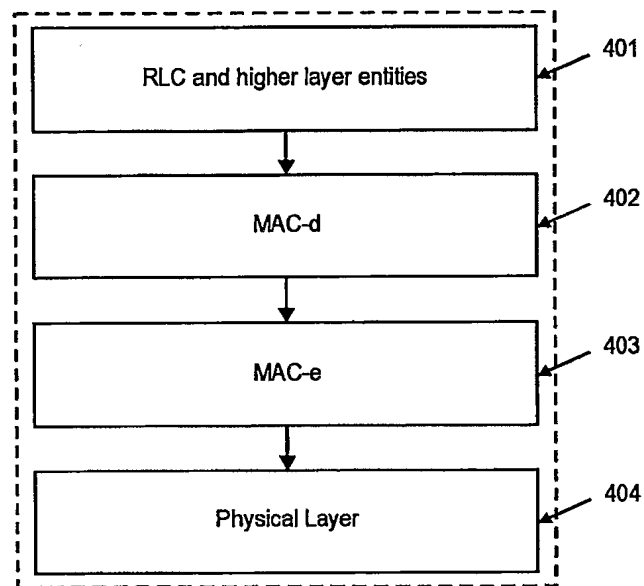 RLC and higher layer entities
401
MAC-d
402
MAC-e
403
Physical Layer
404